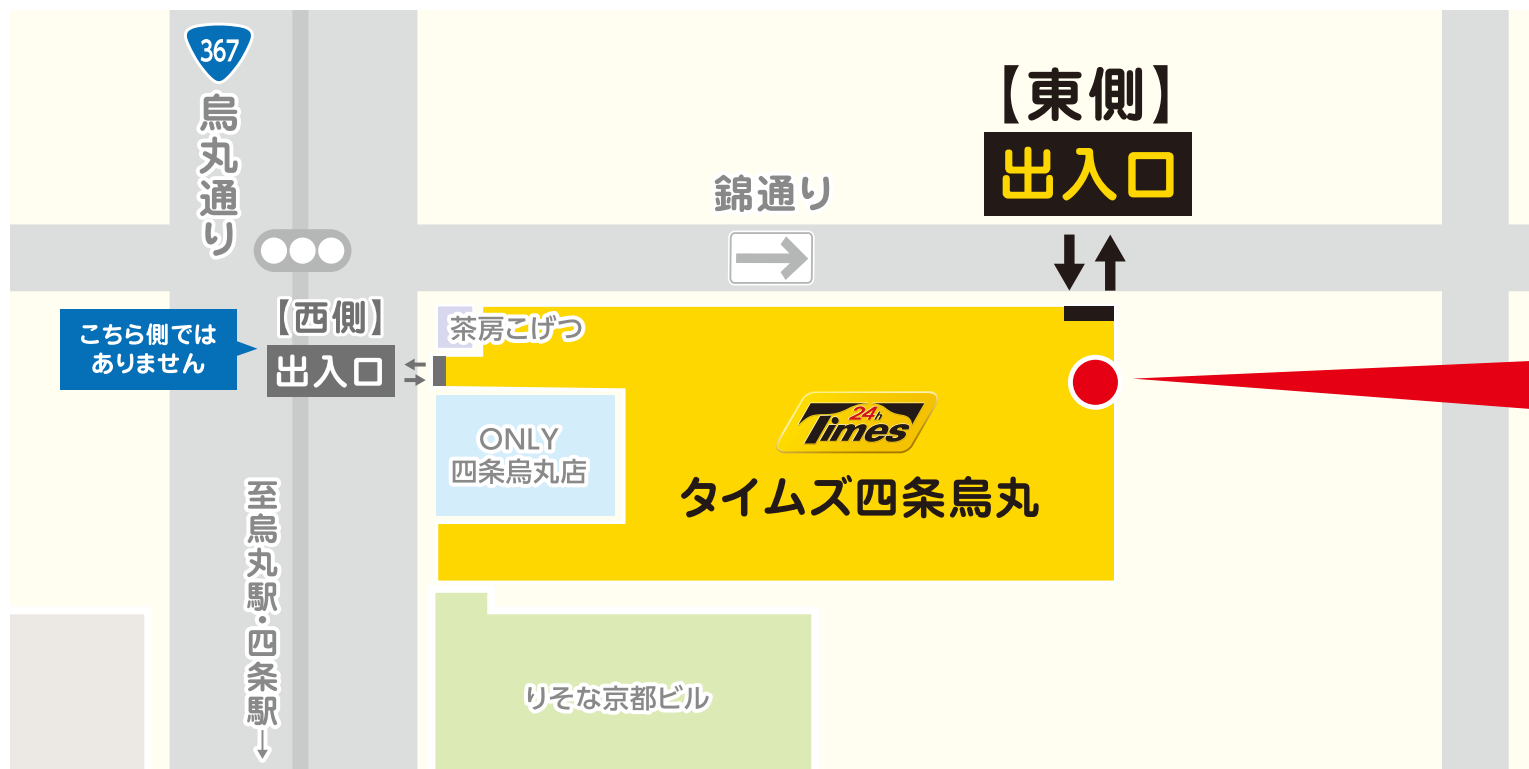 367
烏丸通り
【東側】
出入口
錦通り
こちら側では
ありません
【西側】
出入口
茶房こげつ
24h
Times
ONLY
四条烏丸店
タイムズ四条烏丸
至烏丸駅・四条駅
りそな京都ビル